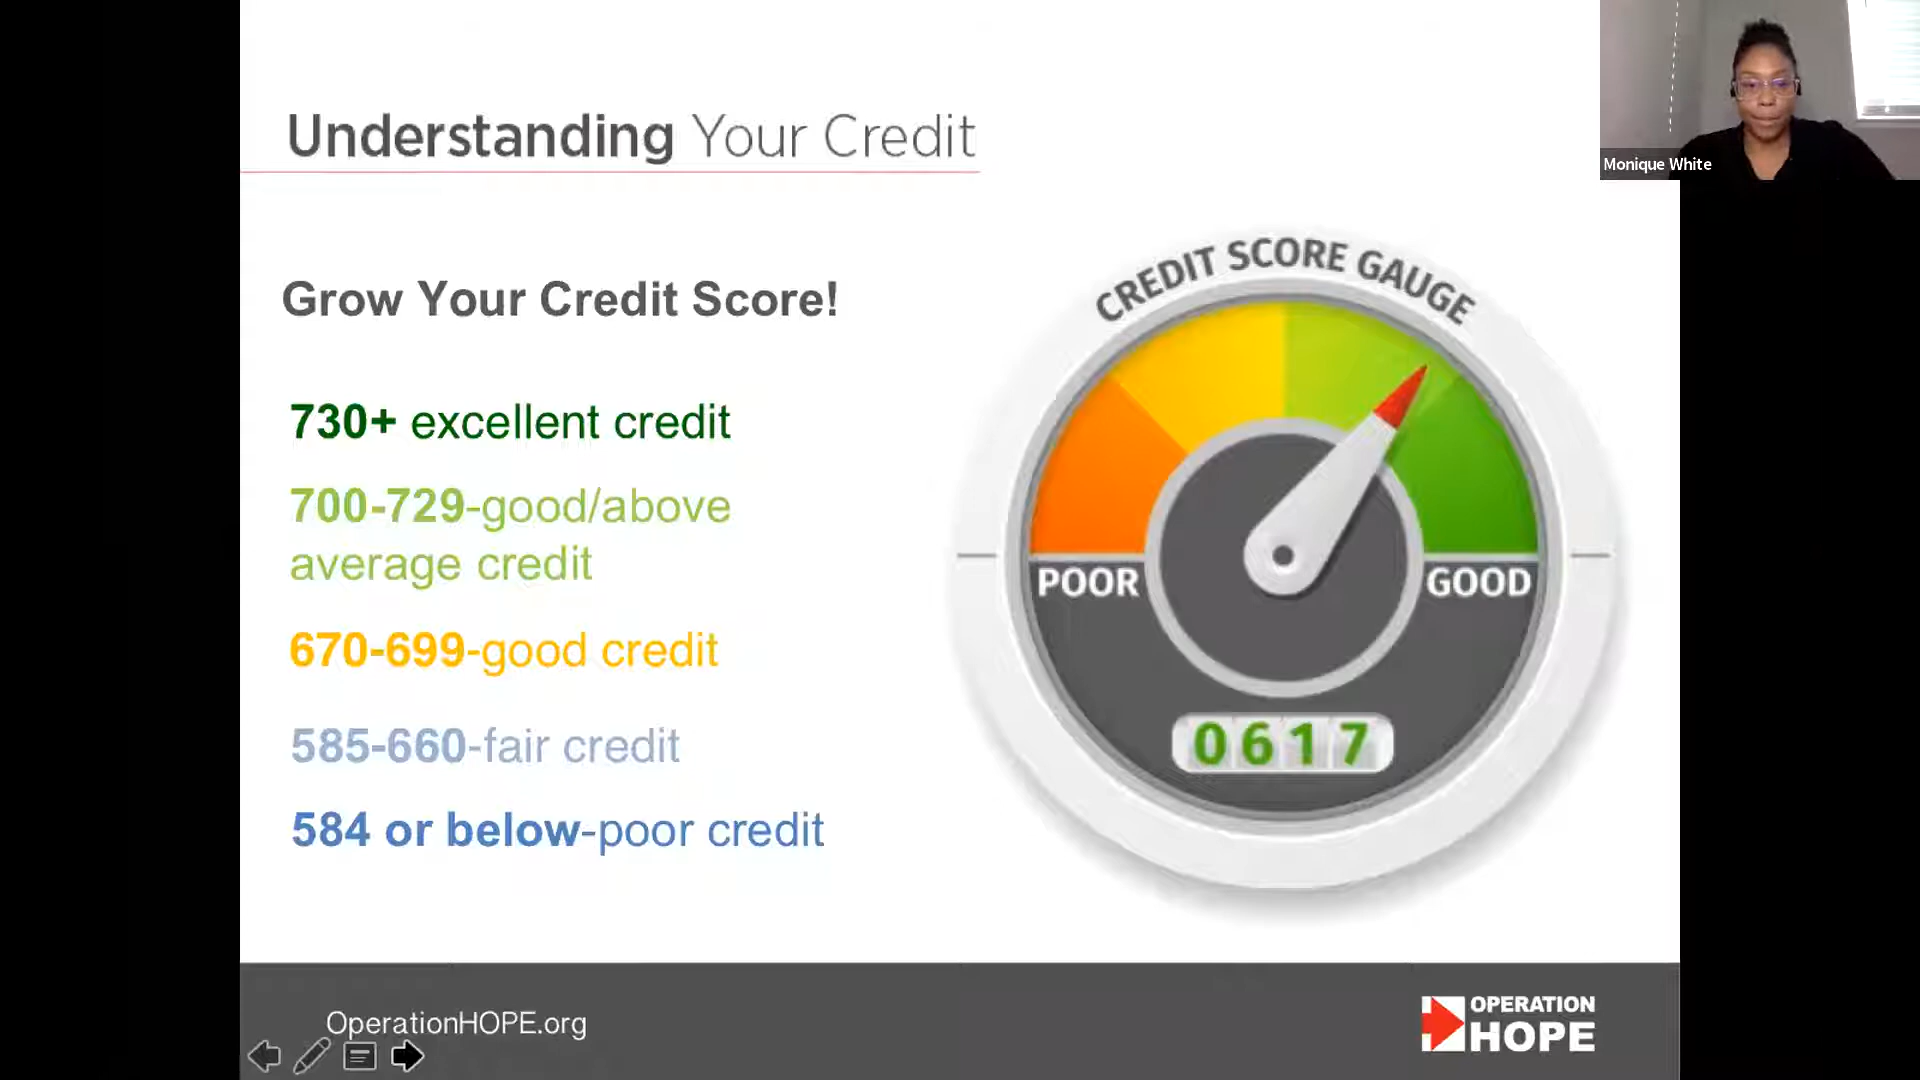 Understanding Your Credit
Monique White
Grow Your Credit Score!
730+ excellent credit
700-729-good/above
average credit
670-699-good credit
585-660-fair credit
584 or below-poor credit
CREDIT SCORE GAUGE
POOR
GOOD
0617
OperationHOPE.org
OPERATION
HOPE